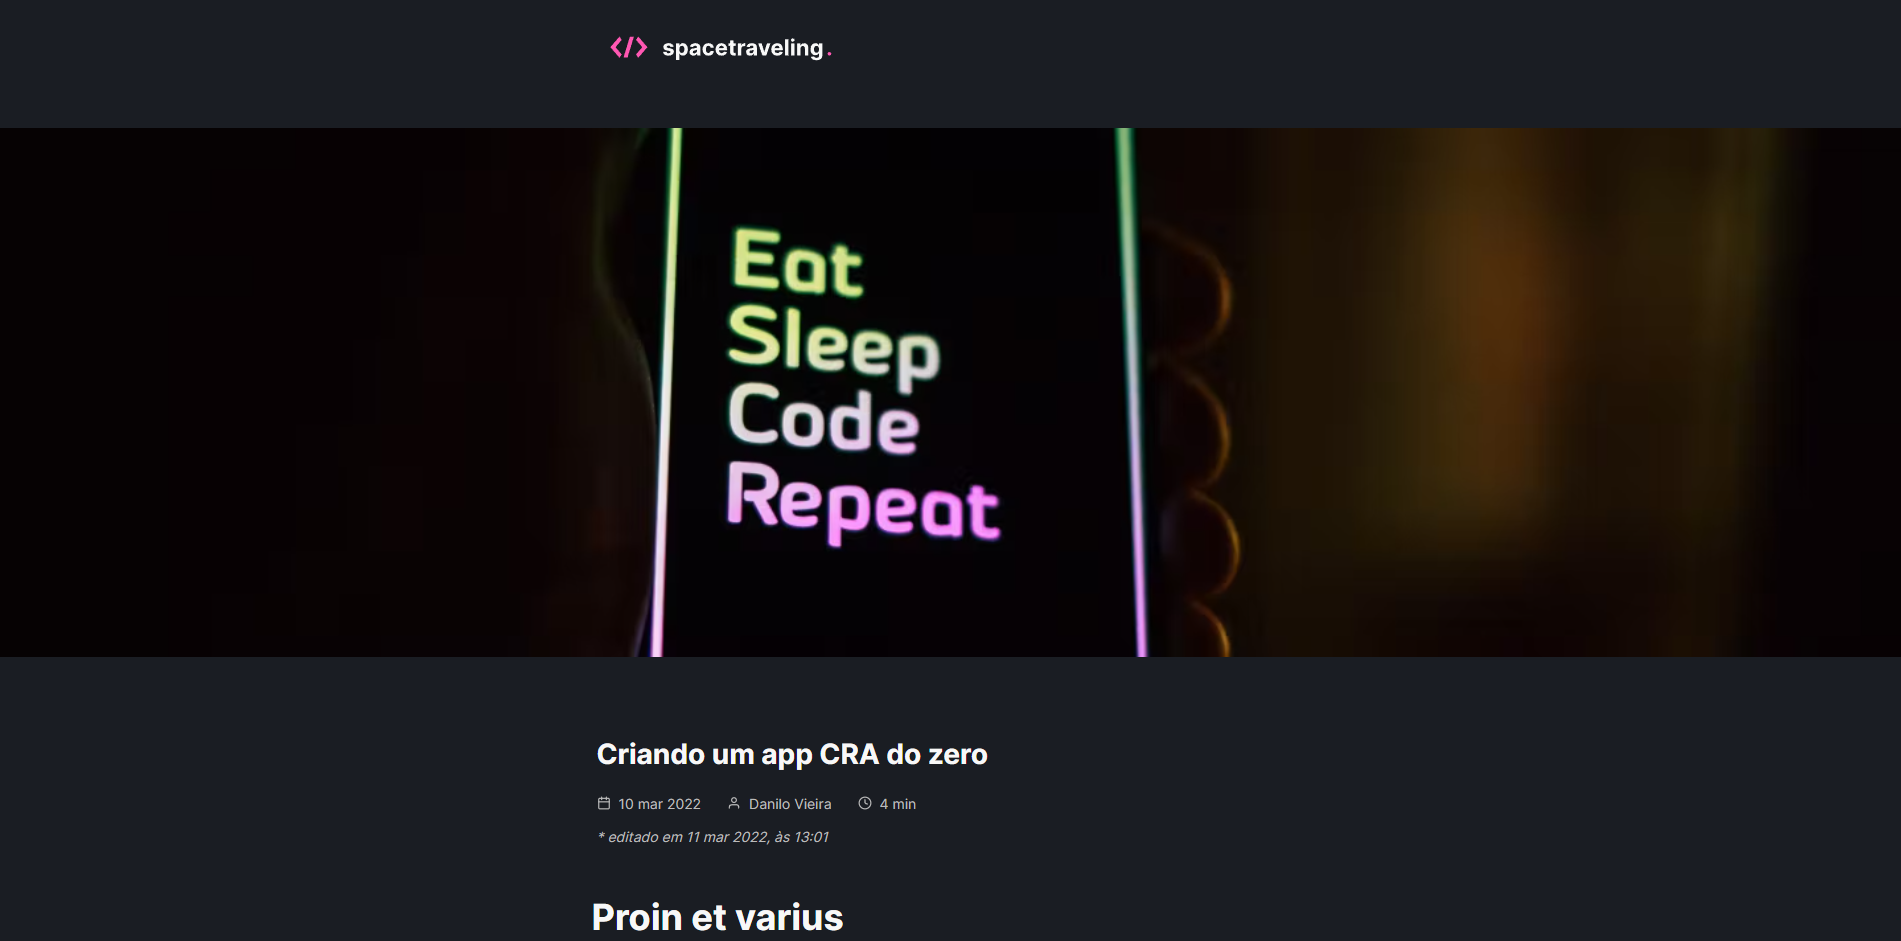 </> spacetraveling.
Eat
Sleep
Code
Repeat
Criando um app CRA do zero
10 mar 2022 Danilo Vieira 4 min
* editado em 11 mar 2022, às 13:01
Proin et varius